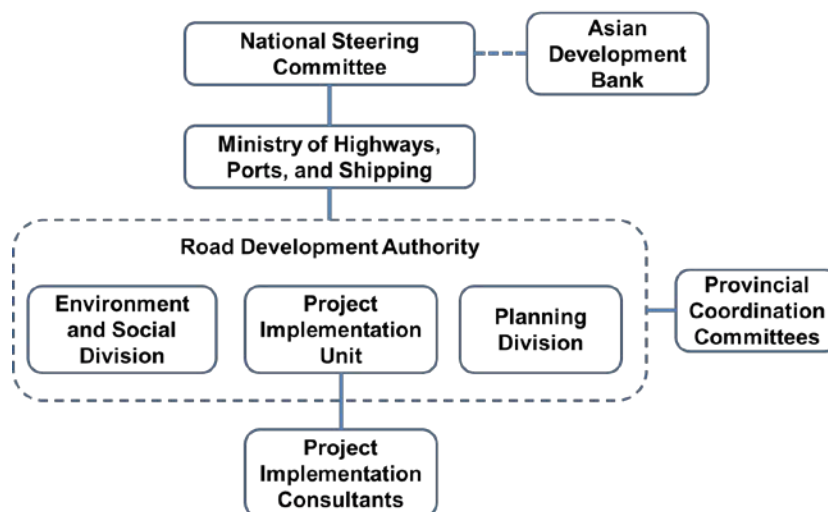 National Steering
Committee
Asian
Development
Bank
Ministry of Highways,
Ports, and Shipping
Road Development Authority
Environment
and Social
Division
Project
Implementation
Unit
Planning
Division
Provincial
Coordination
Committees
Project
Implementation
Consultants